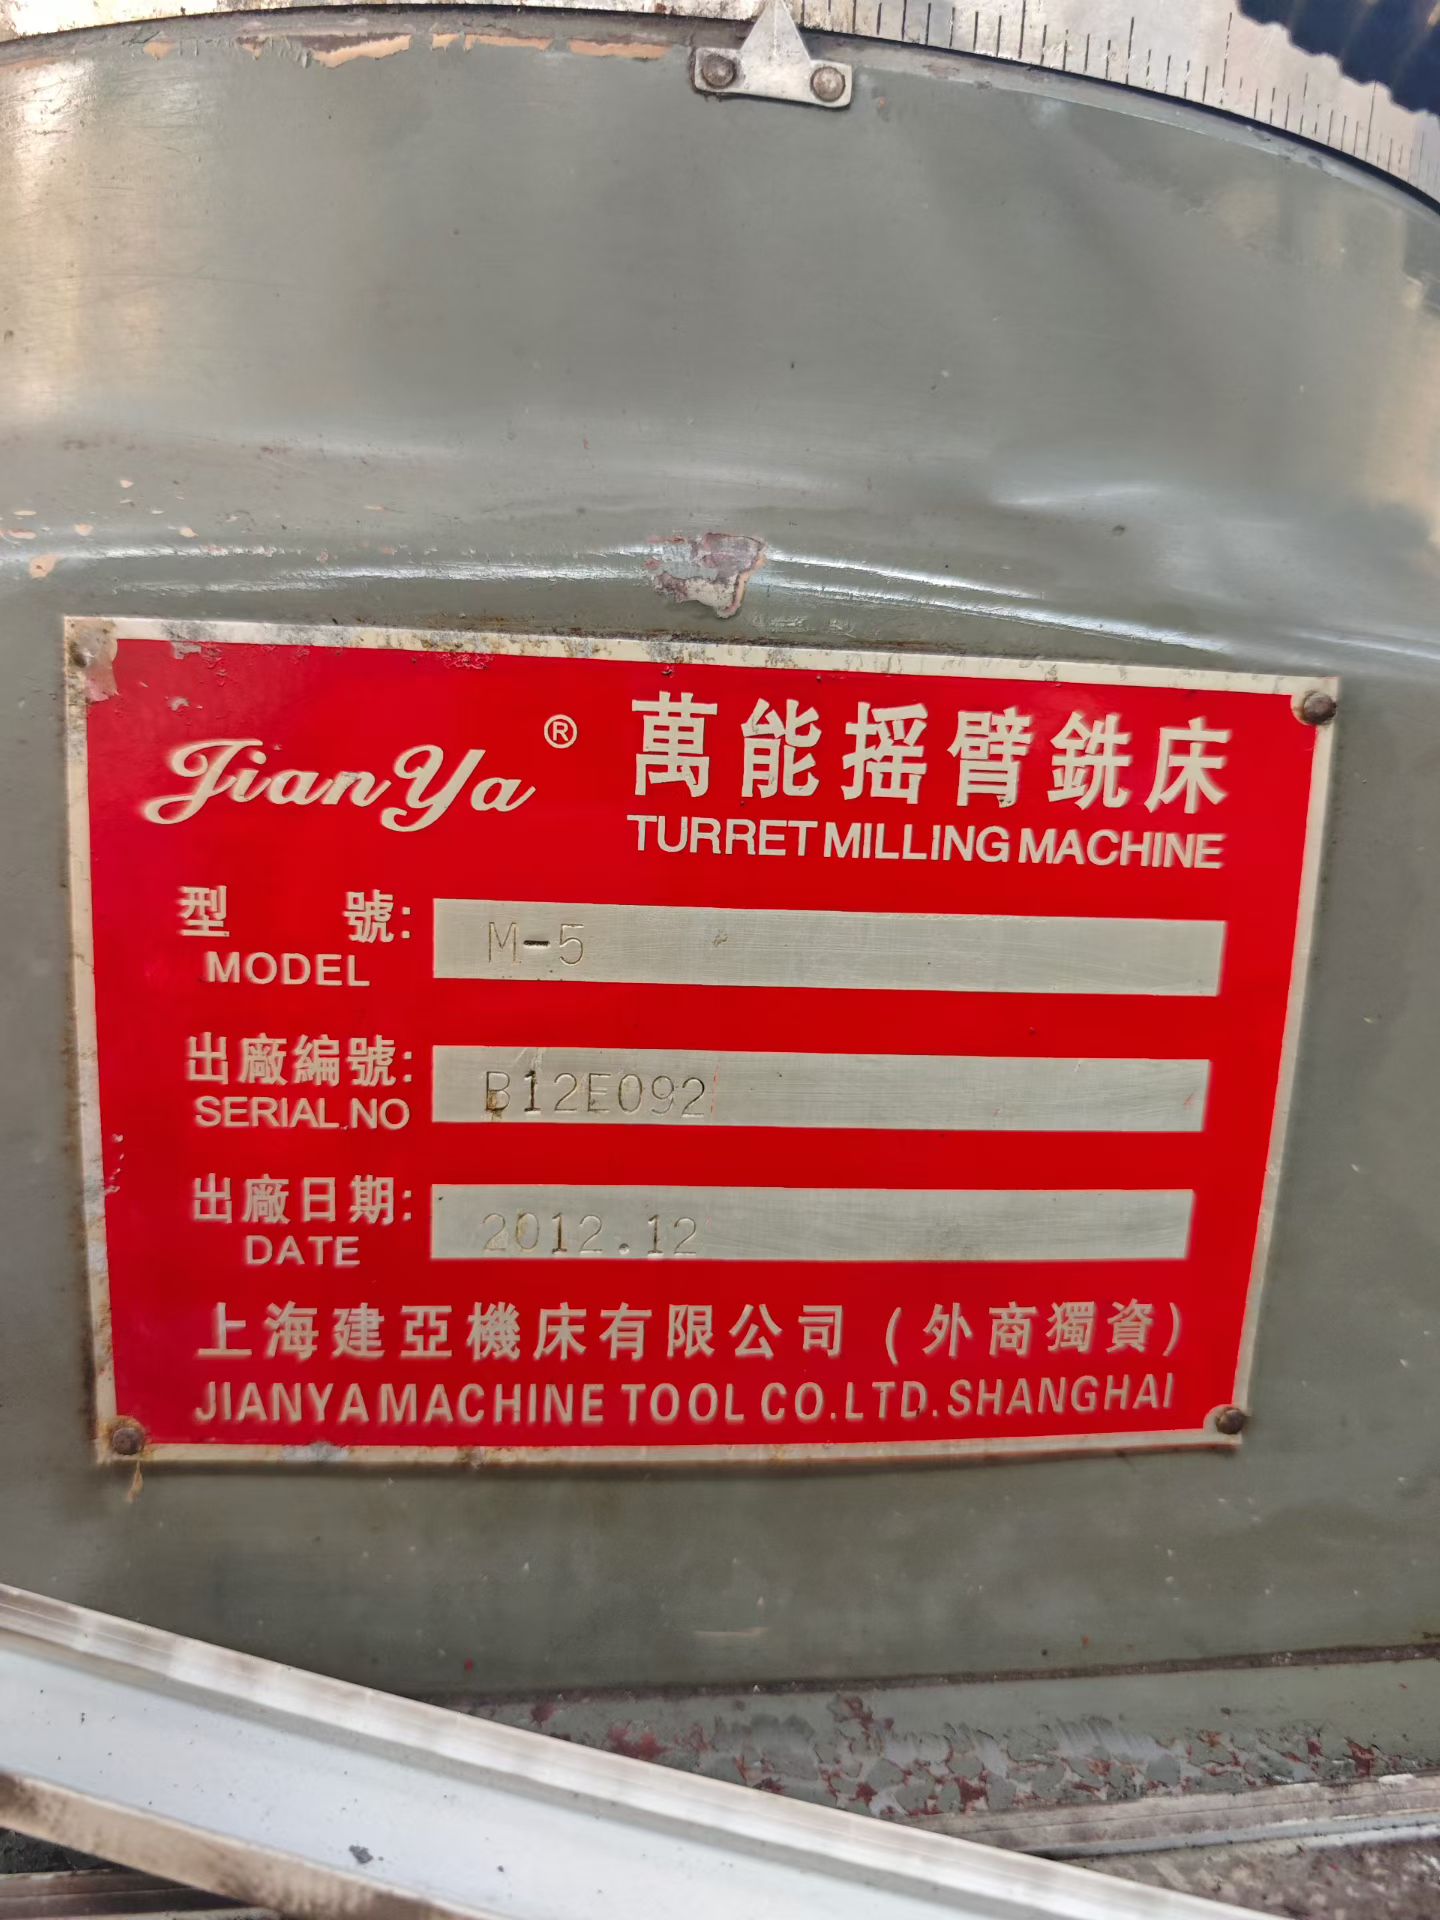 JianYa® 萬能摇臂銑床
TURRET MILLING MACHINE
型 號: M-5
MODEL
出廠編號: B12E092
SERIAL.NO
出廠日期: 2012.12
DATE
上海建亞機床有限公司(外商獨資)
JIANYA MACHINE TOOL CO.LTD.SHANGHAI